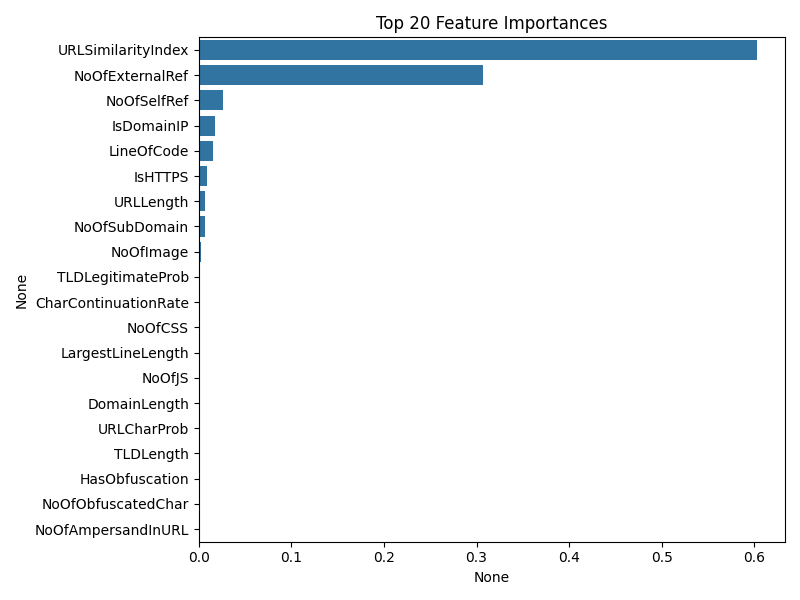 Top 20 Feature Importances
None
URLSimilarityIndex
NoOfExternalRef
NoOfSelfRef
IsDomainIP
LineOfCode
IsHTTPS
URLLength
NoOfSubDomain
NoOfImage
TLDLegitimateProb
CharContinuationRate
NoOfCSS
LargestLineLength
NoOfJS
DomainLength
URLCharProb
TLDLength
HasObfuscation
NoOfObfuscatedChar
NoOfAmpersandInURL
0.0 0.1 0.2 0.3 0.4 0.5 0.6
None